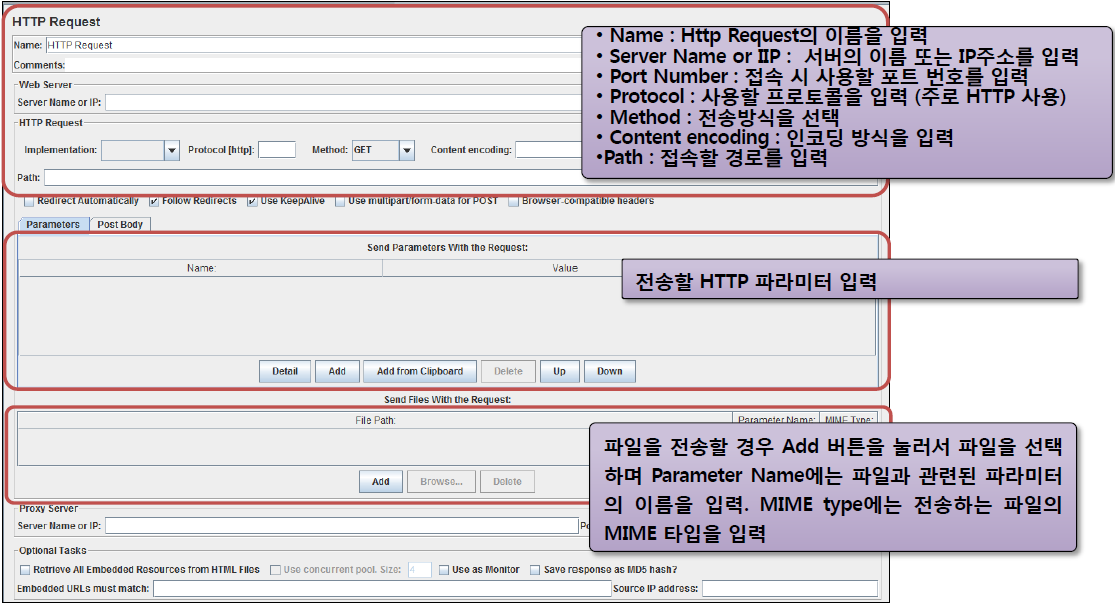 HTTP Request
Name: HTTP Request
Comments:
Web Server
Server Name or IP:
HTTP Request
Implementation: Protocol [http]: Method: GET Content encoding:
Path:
• Name : Http Request의 이름을 입력
• Server Name or IIP : 서버의 이름 또는 IP주소를 입력
• Port Number : 접속 시 사용할 포트 번호를 입력
• Protocol : 사용할 프로토콜을 입력 (주로 HTTP 사용)
• Method : 전송방식을 선택
• Content encoding : 인코딩 방식을 입력
•Path : 접속할 경로를 입력
Redirect Automatically Follow Redirects Use KeepAlive Use multipart/form-data for POST Browser-compatible headers
Parameters Post Body
Send Parameters With the Request:
Name: Value
전송할 HTTP 파라미터 입력
Detail Add Add from Clipboard Delete Up Down
Send Files With the Request:
File Path: Parameter Name: MIME Type:
파일을 전송할 경우 Add 버튼을 눌러서 파일을 선택
하며 Parameter Name에는 파일과 관련된 파라미터
의 이름을 입력. MIME type에는 전송하는 파일의
MIME 타입을 입력
Add Browse... Delete
Proxy Server
Server Name or IP: Po
Optional Tasks
Retrieve All Embedded Resources from HTML Files Use concurrent pool. Size: 4 Use as Monitor Save response as MD5 hash?
Embedded URLs must match: Source IP address: